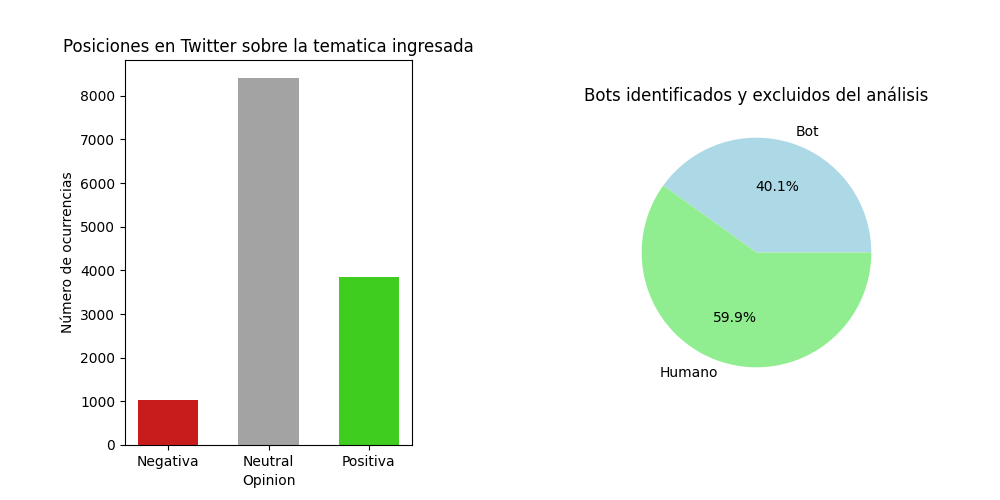 Posiciones en Twitter sobre la tematica ingresada
Número de ocurrencias
8000
7000
6000
5000
4000
3000
2000
1000
0
Negativa
Neutral
Positiva
Opinion
Bots identificados y excluidos del análisis
Bot
40.1%
59.9%
Humano